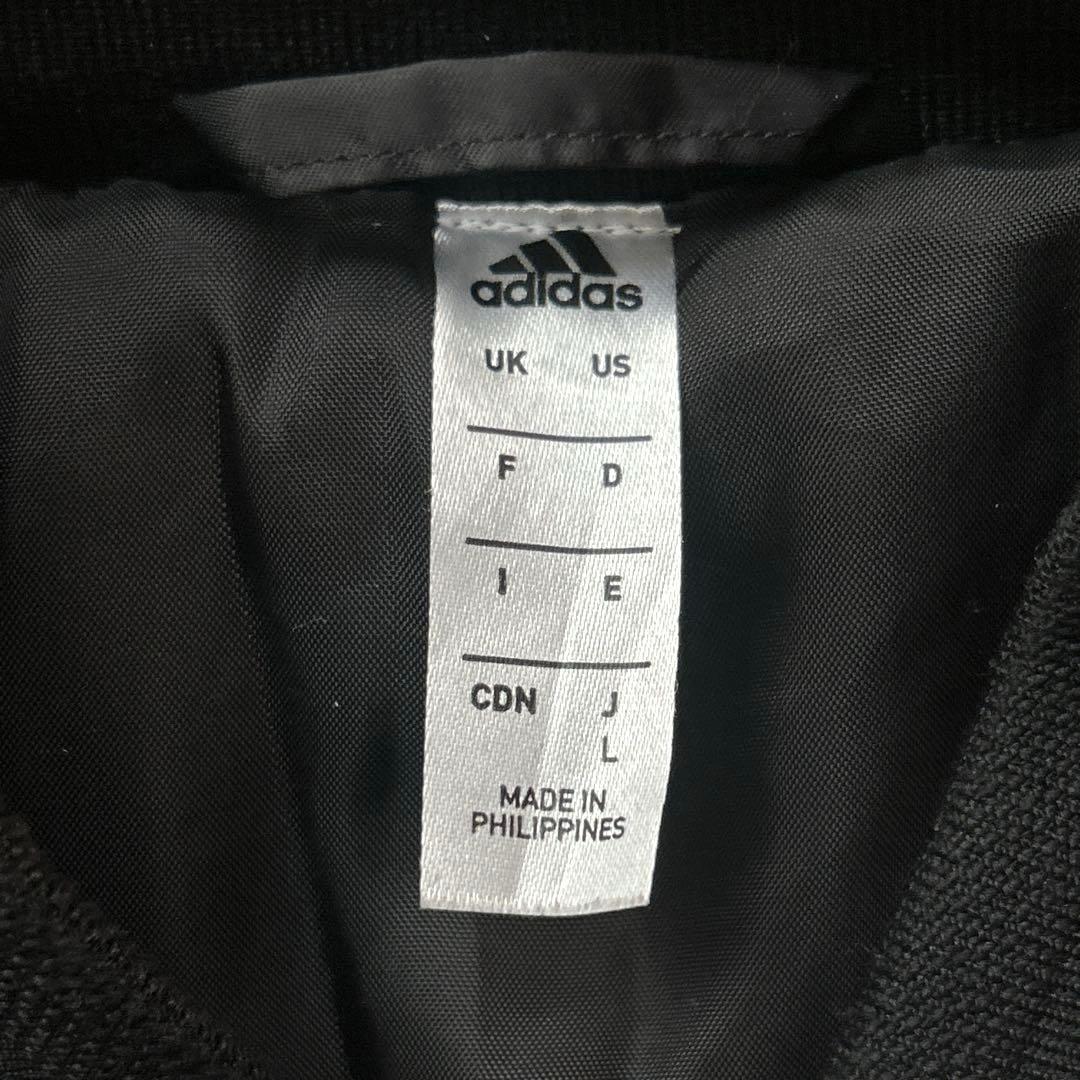 adidas
UK US
F D
I E
CDN J
L
MADE IN
PHILIPPINES